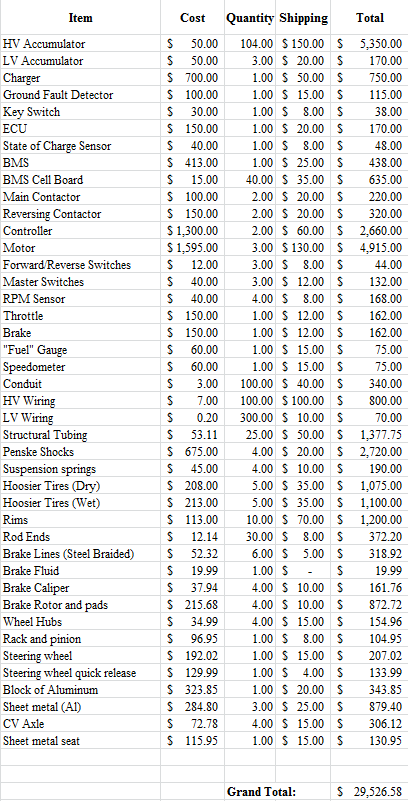 Item Cost Quantity Shipping Total
HV Accumulator $ 50.00 104.00 $ 150.00 $ 5,350.00
LV Accumulator $ 50.00 3.00 $ 20.00 $ 170.00
Charger $ 700.00 1.00 $ 50.00 $ 750.00
Ground Fault Detector $ 100.00 1.00 $ 15.00 $ 115.00
Key Switch $ 30.00 1.00 $ 8.00 $ 38.00
ECU $ 150.00 1.00 $ 20.00 $ 170.00
State of Charge Sensor $ 40.00 1.00 $ 8.00 $ 48.00
BMS $ 413.00 1.00 $ 25.00 $ 438.00
BMS Cell Board $ 15.00 40.00 $ 35.00 $ 635.00
Main Contactor $ 100.00 2.00 $ 20.00 $ 220.00
Reversing Contactor $ 150.00 2.00 $ 20.00 $ 320.00
Controller $ 1,300.00 2.00 $ 60.00 $ 2,660.00
Motor $ 1,595.00 3.00 $ 130.00 $ 4,915.00
Forward/Reverse Switches $ 12.00 3.00 $ 8.00 $ 44.00
Master Switches $ 40.00 3.00 $ 12.00 $ 132.00
RPM Sensor $ 40.00 4.00 $ 8.00 $ 168.00
Throttle $ 150.00 1.00 $ 12.00 $ 162.00
Brake $ 150.00 1.00 $ 12.00 $ 162.00
"Fuel" Gauge $ 60.00 1.00 $ 15.00 $ 75.00
Speedometer $ 60.00 1.00 $ 15.00 $ 75.00
Conduit $ 3.00 100.00 $ 40.00 $ 340.00
HV Wiring $ 7.00 100.00 $ 100.00 $ 800.00
LV Wiring $ 0.20 300.00 $ 10.00 $ 70.00
Structural Tubing $ 53.11 25.00 $ 50.00 $ 1,377.75
Penske Shocks $ 675.00 4.00 $ 20.00 $ 2,720.00
Suspension springs $ 45.00 4.00 $ 10.00 $ 190.00
Hoosier Tires (Dry) $ 208.00 5.00 $ 35.00 $ 1,075.00
Hoosier Tires (Wet) $ 213.00 5.00 $ 35.00 $ 1,100.00
Rims $ 113.00 10.00 $ 70.00 $ 1,200.00
Rod Ends $ 12.14 30.00 $ 8.00 $ 372.20
Brake Lines (Steel Braided) $ 52.32 6.00 $ 5.00 $ 318.92
Brake Fluid $ 19.99 1.00 $ - $ 19.99
Brake Caliper $ 37.94 4.00 $ 10.00 $ 161.76
Brake Rotor and pads $ 215.68 4.00 $ 10.00 $ 872.72
Wheel Hubs $ 34.99 4.00 $ 15.00 $ 154.96
Rack and pinion $ 96.95 1.00 $ 8.00 $ 104.95
Steering wheel $ 192.02 1.00 $ 15.00 $ 207.02
Steering wheel quick release $ 129.99 1.00 $ 4.00 $ 133.99
Block of Aluminum $ 323.85 1.00 $ 20.00 $ 343.85
Sheet metal (Al) $ 284.80 3.00 $ 25.00 $ 879.40
CV Axle $ 72.78 4.00 $ 15.00 $ 306.12
Sheet metal seat $ 115.95 1.00 $ 15.00 $ 130.95
Grand Total: $ 29,526.58